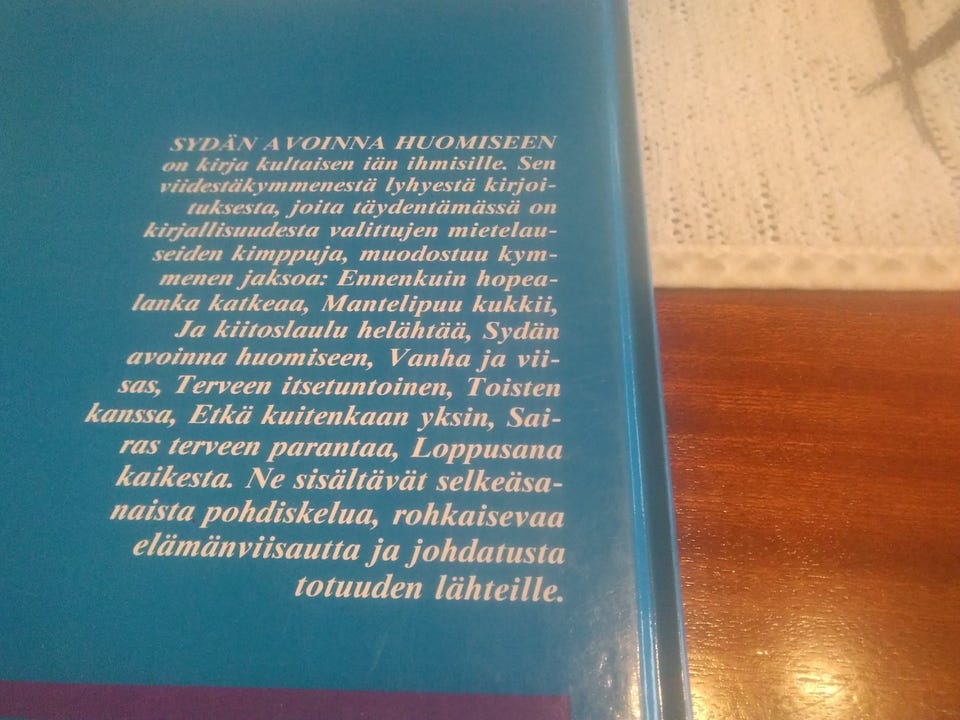 SYDÄN AVOINNA HUOMISEEN
on kirja kultaisen iän ihmisille. Sen
viidestäkymmenestä lyhyestä kirjoi-
tuksesta, joita täydentämässä on
kirjallisuudesta valittujen mietelau-
seiden kimppuja, muodostuu kym-
menen jaksoa: Ennenkuin hopea-
lanka katkeaa, Mantelipuu kukkii,
Ja kiitoslaulu helähtää, Sydän
avoinna huomiseen, Vanha ja vii-
sas, Terveen itsetuntoinen, Toisten
kanssa, Etkä kuitenkaan yksin, Sai-
ras terveen parantaa, Loppusana
kaikesta. Ne sisältävät selkeäsa-
naista pohdiskelua, rohkaisevaa
elämänviisautta ja johdatusta
totuuden lähteille.